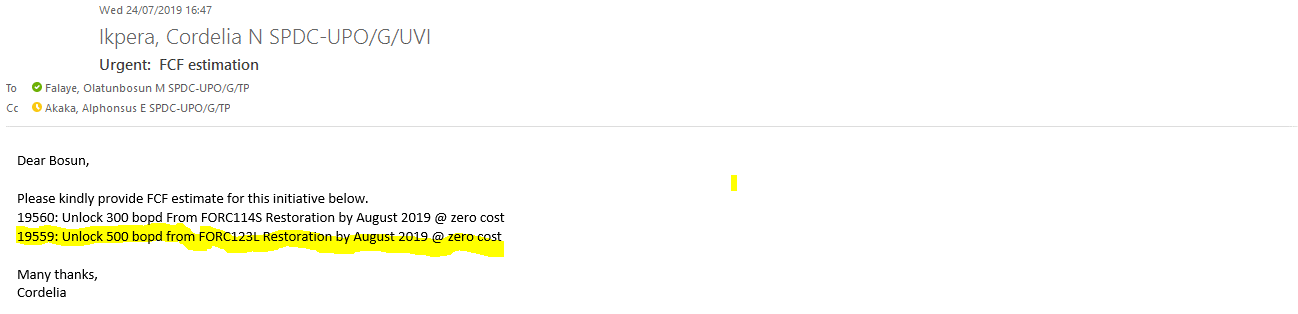 Wed 24/07/2019 16:47
Ikpera, Cordelia N SPDC-UPO/G/UVI
Urgent: FCF estimation
To Falaye, Olatunbosun M SPDC-UPO/G/TP
Cc Akaka, Alphonsus E SPDC-UPO/G/TP
Dear Bosun,
Please kindly provide FCF estimate for this initiative below.
19560: Unlock 300 bopd From FORC114S Restoration by August 2019 @ zero cost
19559: Unlock 500 bopd from FORC123L Restoration by August 2019 @ zero cost
Many thanks,
Cordelia